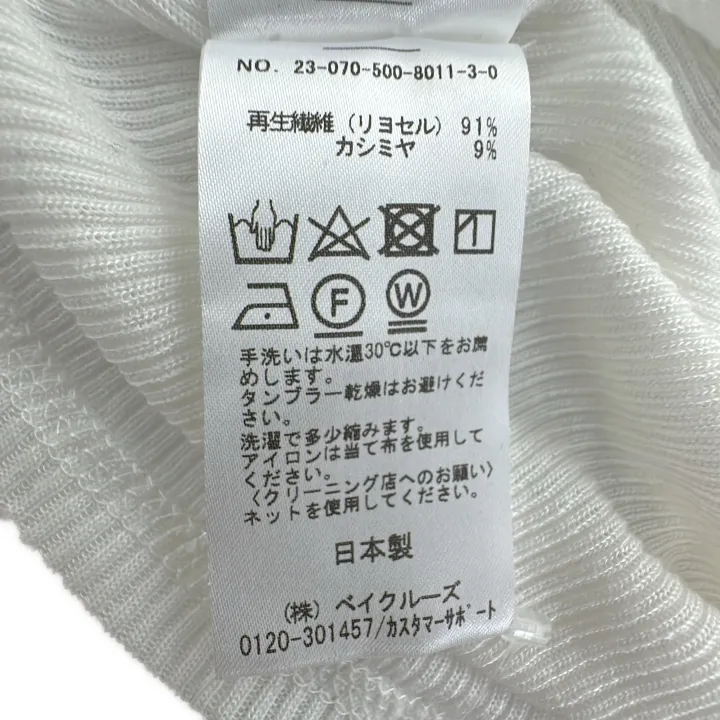 NO. 23-070-500-8011-3-0
再生繊維 (リヨセル) 91%
カシミヤ 9%
F W
手洗いは水温30℃以下をお薦
めします。
タンブラー乾燥はお避けくだ
さい。
洗濯で多少縮みます。
アイロンは当て布を使用して
ください。
〈クリーニング店へのお願い〉
ネットを使用してください。
日本製
(株) ベイクルーズ
0120-301457/カスタマーサポート